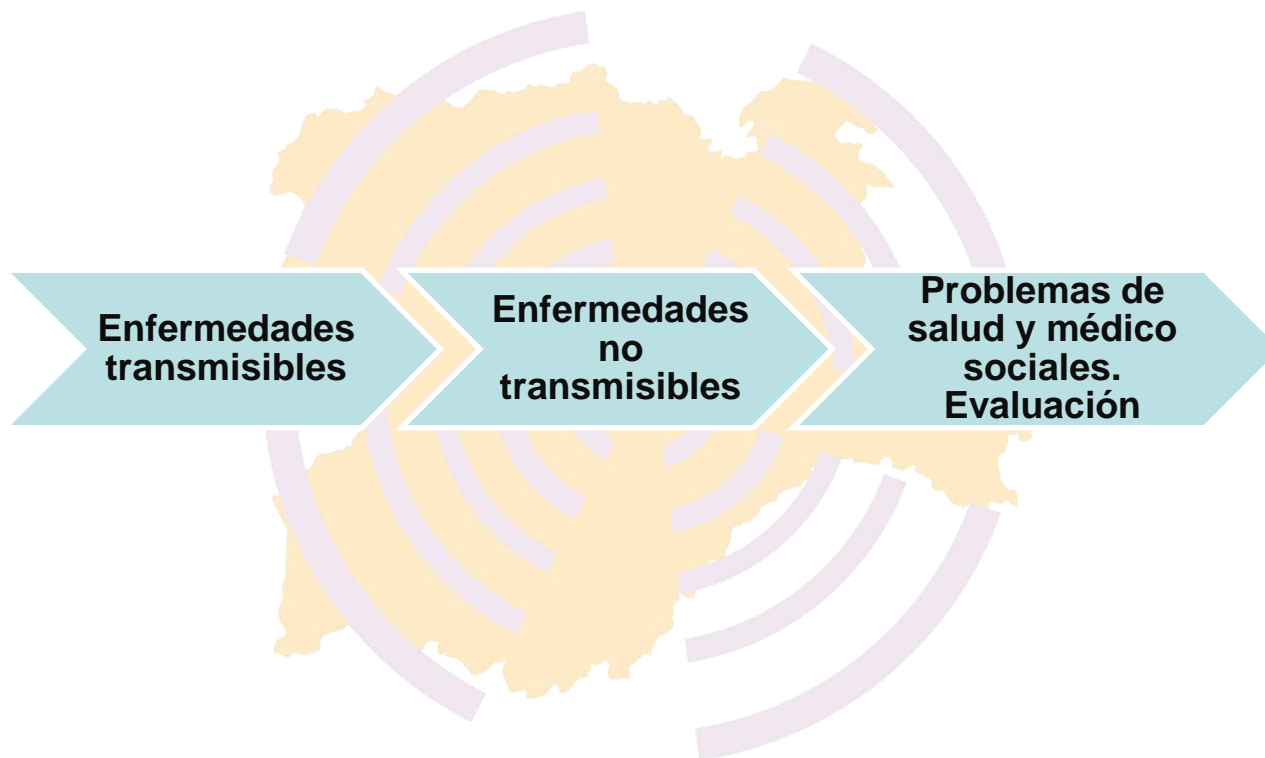 Enfermedades
transmisibles
Enfermedades
no
transmisibles
Problemas de
salud y médico
sociales.
Evaluación